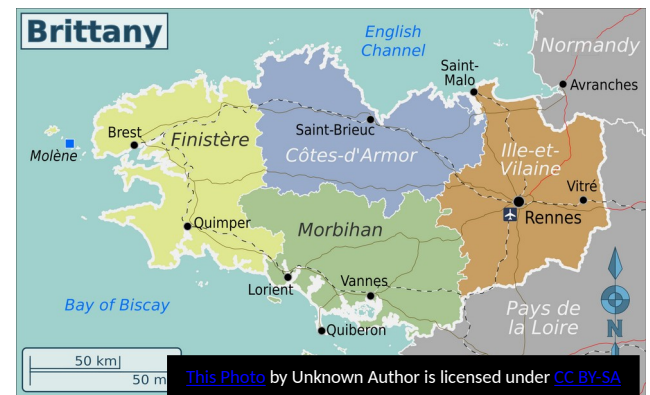 Brittany
English
Channel
Normandy
Saint-
Malo
Avranches
Brest
Finistère
Saint-Brieuc
Molène
Côtes-d'Armor
Ille-et-
Vilaine
Vitré
Quimper
Morbihan
Rennes
Lorient
Vannes
Bay of Biscay
Pays de
la Loire
Quiberon
N
50 km
50 m
This Photo by Unknown Author is licensed under CC BY-SA